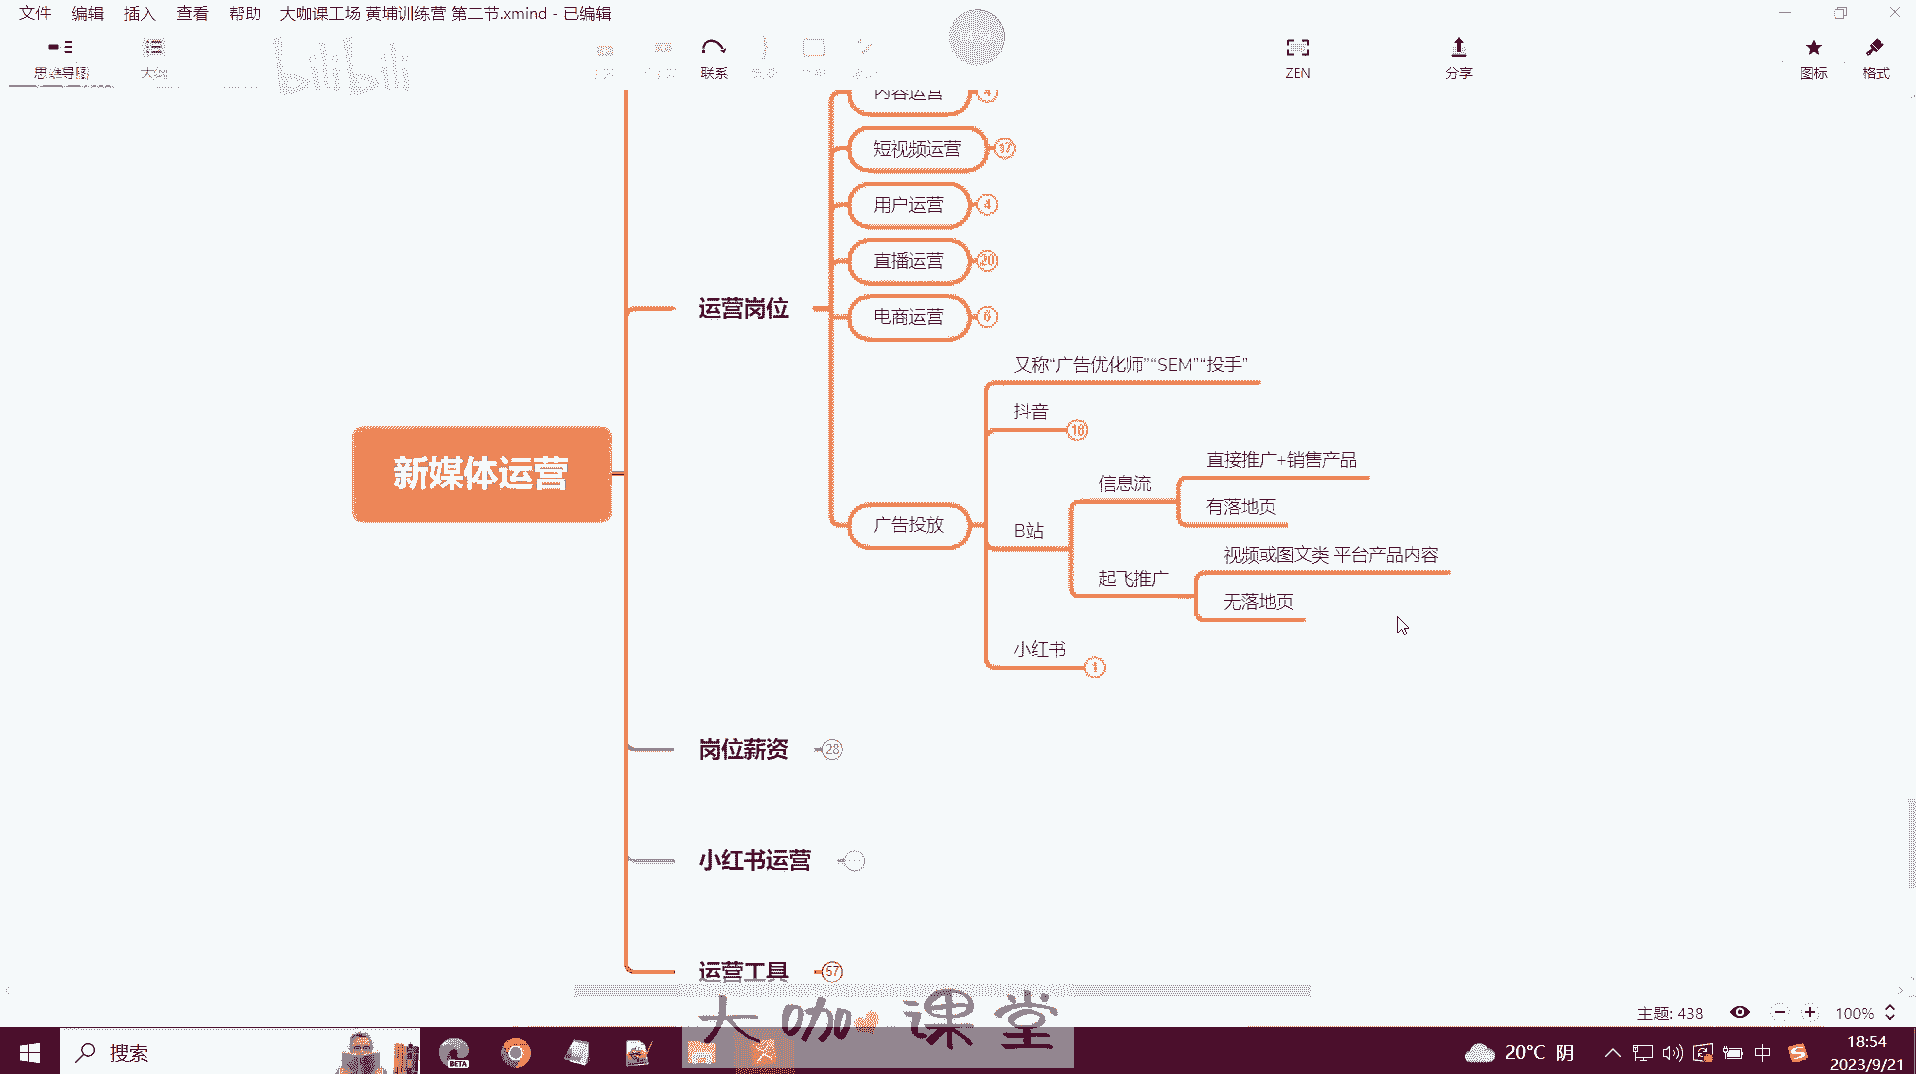 文件 编辑 插入 查看 帮助 大咖课工场 黄埔训练营 第二节.xmind - 已编辑
思维导图 大纲 bilibili 联系 ZEN 分享 图标 格式
内容运营
短视频运营 17
用户运营 4
直播运营 20
运营岗位
电商运营 6
又称“广告优化师”“SEM”“投手”
抖音 18
直接推广+销售产品
信息流
新媒体运营
有落地页
广告投放
B站
视频或图文类 平台产品内容
起飞推广
无落地页
小红书 1
岗位薪资 28
小红书运营
运营工具 57
大咖课堂
主题: 438 100%
搜索 BETA 20°C 阴 中 18:54
2023/9/21